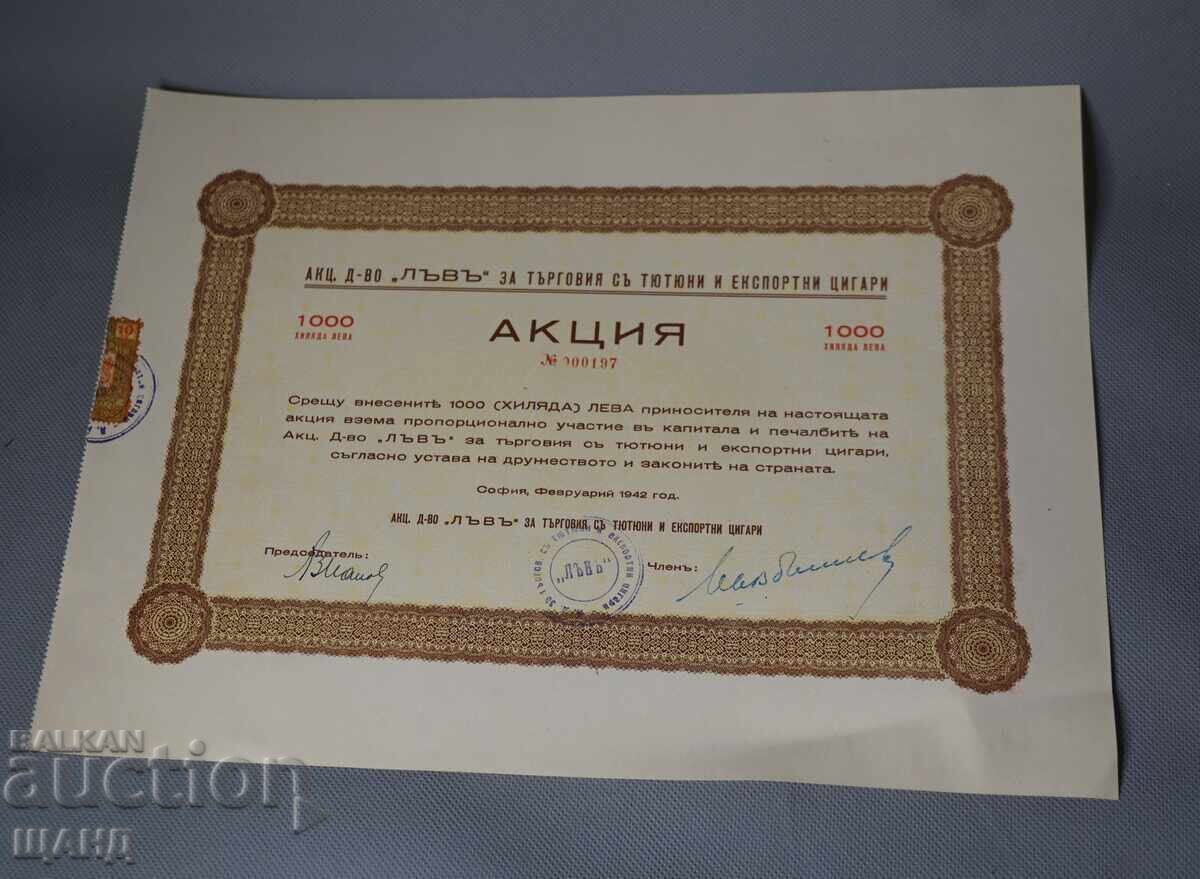 АКЦ. Д-ВО „ЛЪВЪ“ ЗА ТЪРГОВИЯ СЪ ТЮТЮНИ И ЕКСПОРТНИ ЦИГАРИ
1000
ХИЛЯДА ЛЕВА
АКЦИЯ
1000
ХИЛЯДА ЛЕВА
№ 000197
Срещу внесенитѣ 1000 (ХИЛЯДА) ЛЕВА приносителя на настоящата
акция взема пропорционално участие въ капитала и печалбитѣ на
Акц. Д-во „ЛЪВЪ“ за търговия съ тютюни и експортни цигари,
съгласно устава на дружеството и законитѣ на страната.
София, Февруарий 1942 год.
АКЦ. Д-ВО „ЛЪВЪ“ ЗА ТЪРГОВИЯ СЪ ТЮТЮНИ И ЕКСПОРТНИ ЦИГАРИ
Председатель:
Членъ:
„ЛЪВЪ“
10
BALKAN
auction
ШАНД